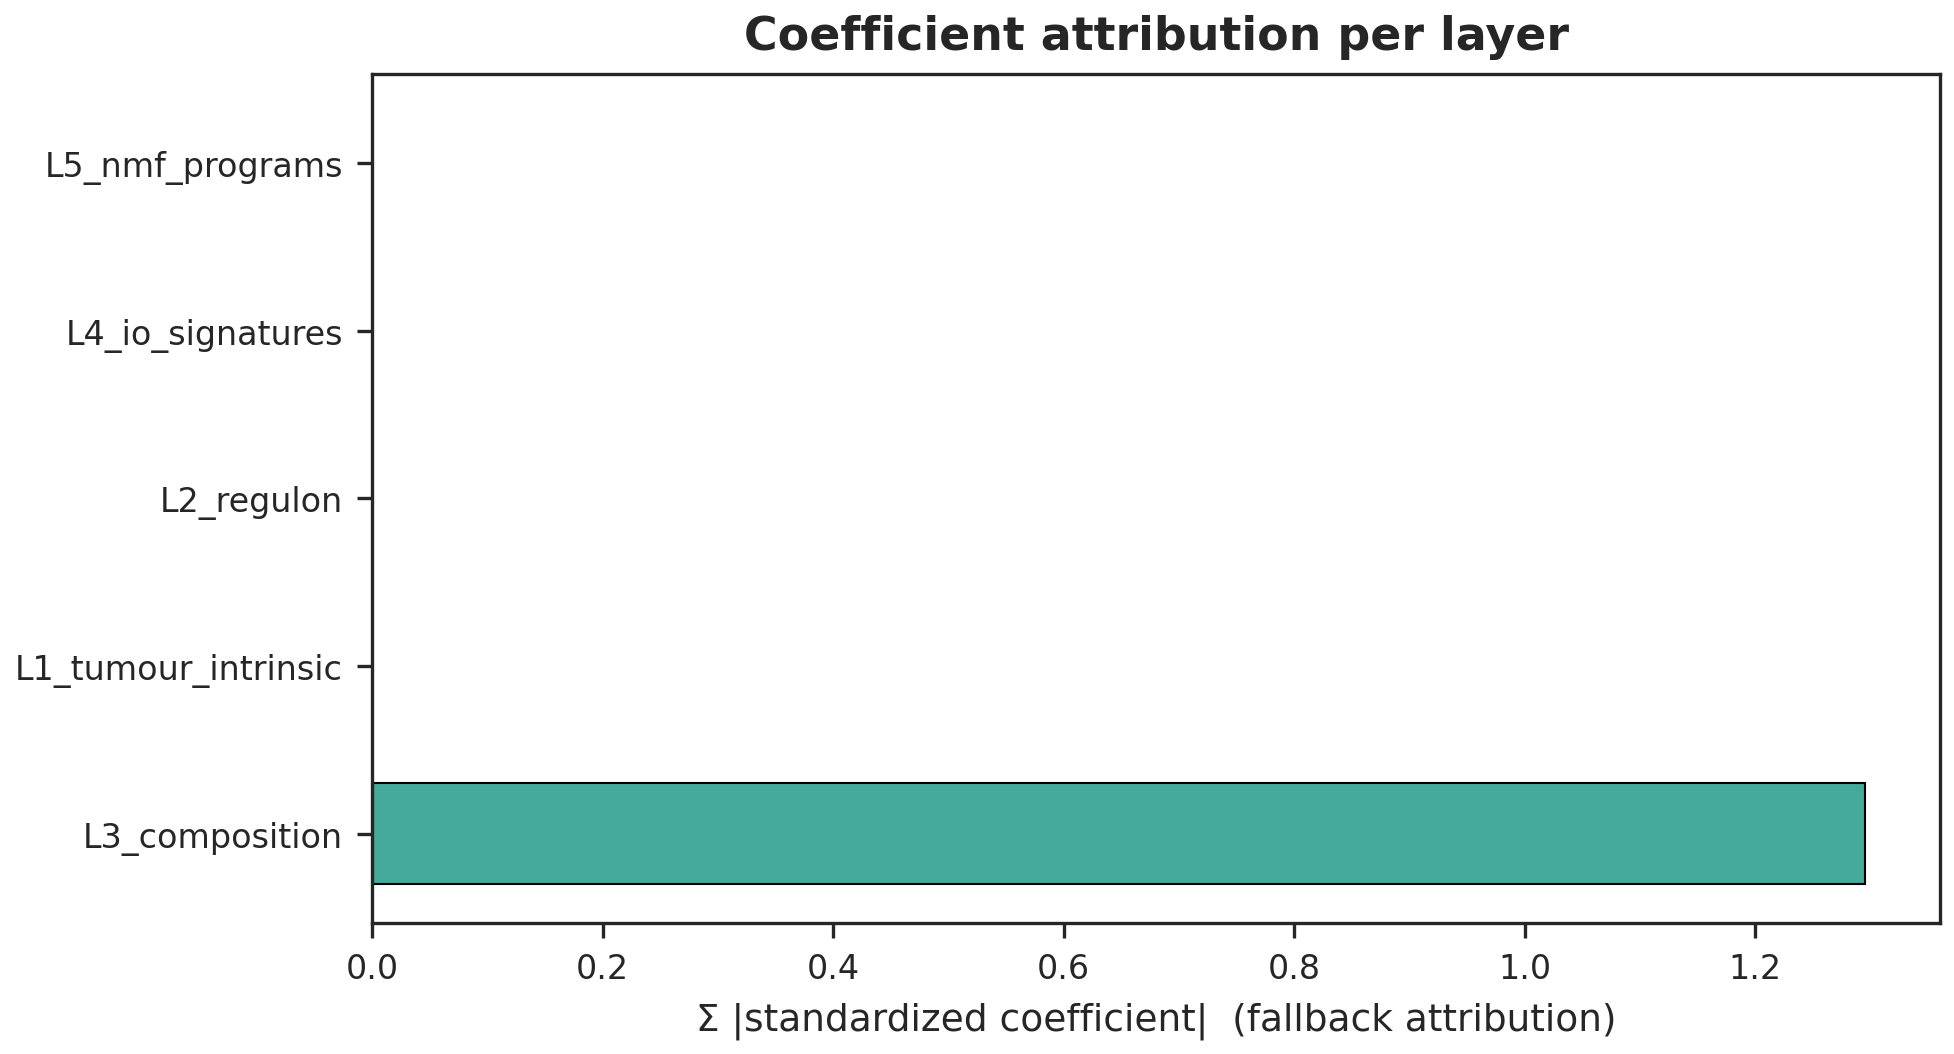 Coefficient attribution per layer
L5_nmf_programs
L4_io_signatures
L2_regulon
L1_tumour_intrinsic
L3_composition
0.0 0.2 0.4 0.6 0.8 1.0 1.2
Σ |standardized coefficient|  (fallback attribution)